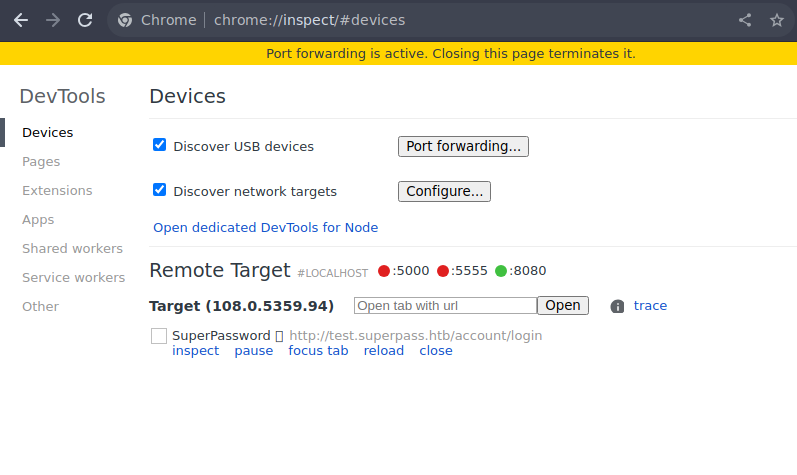 Chrome chrome://inspect/#devices
Port forwarding is active. Closing this page terminates it.
DevTools
Devices
Pages
Extensions
Apps
Shared workers
Service workers
Other
Devices
Discover USB devices Port forwarding...
Discover network targets Configure...
Open dedicated DevTools for Node
Remote Target #LOCALHOST :5000 :5555 :8080
Target (108.0.5359.94) Open tab with url Open trace
SuperPassword http://test.superpass.htb/account/login
inspect pause focus tab reload close